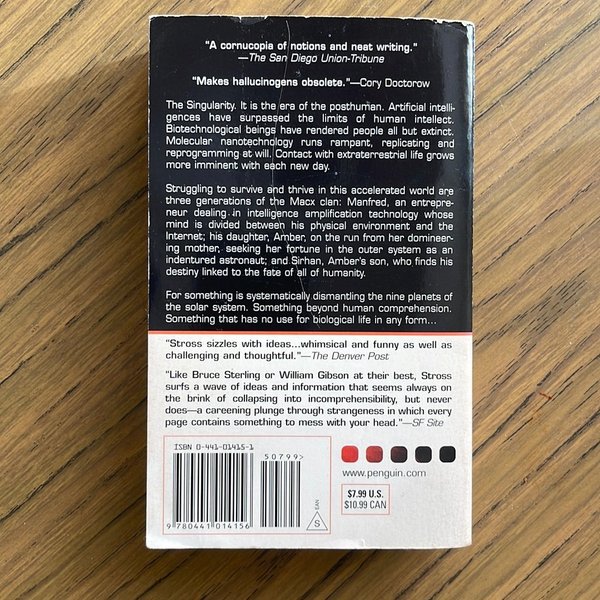 "A cornucopia of notions and neat writing."
—The San Diego Union-Tribune
"Makes hallucinogens obsolete."—Cory Doctorow
The Singularity. It is the era of the posthuman. Artificial intelli-
gences have surpassed the limits of human intellect.
Biotechnological beings have rendered people all but extinct.
Molecular nanotechnology runs rampant, replicating and
reprogramming at will. Contact with extraterrestrial life grows
more imminent with each new day.
Struggling to survive and thrive in this accelerated world are
three generations of the Macx clan: Manfred, an entrepre-
neur dealing in intelligence amplification technology whose
mind is divided between his physical environment and the
Internet; his daughter, Amber, on the run from her domineer-
ing mother, seeking her fortune in the outer system as an
indentured astronaut; and Sirhan, Amber's son, who finds his
destiny linked to the fate of all of humanity.
For something is systematically dismantling the nine planets of
the solar system. Something beyond human comprehension.
Something that has no use for biological life in any form...
"Stross sizzles with ideas...whimsical and funny as well as
challenging and thoughtful."—The Denver Post
"Like Bruce Sterling or William Gibson at their best, Stross
surfs a wave of ideas and information that seems always on
the brink of collapsing into incomprehensibility, but never
does—a careening plunge through strangeness in which every
page contains something to mess with your head."—SF Site
ISBN 0-441-01415-1
50799>
9 780441 014156
S
EAN
www.penguin.com
$7.99 U.S.
$10.99 CAN